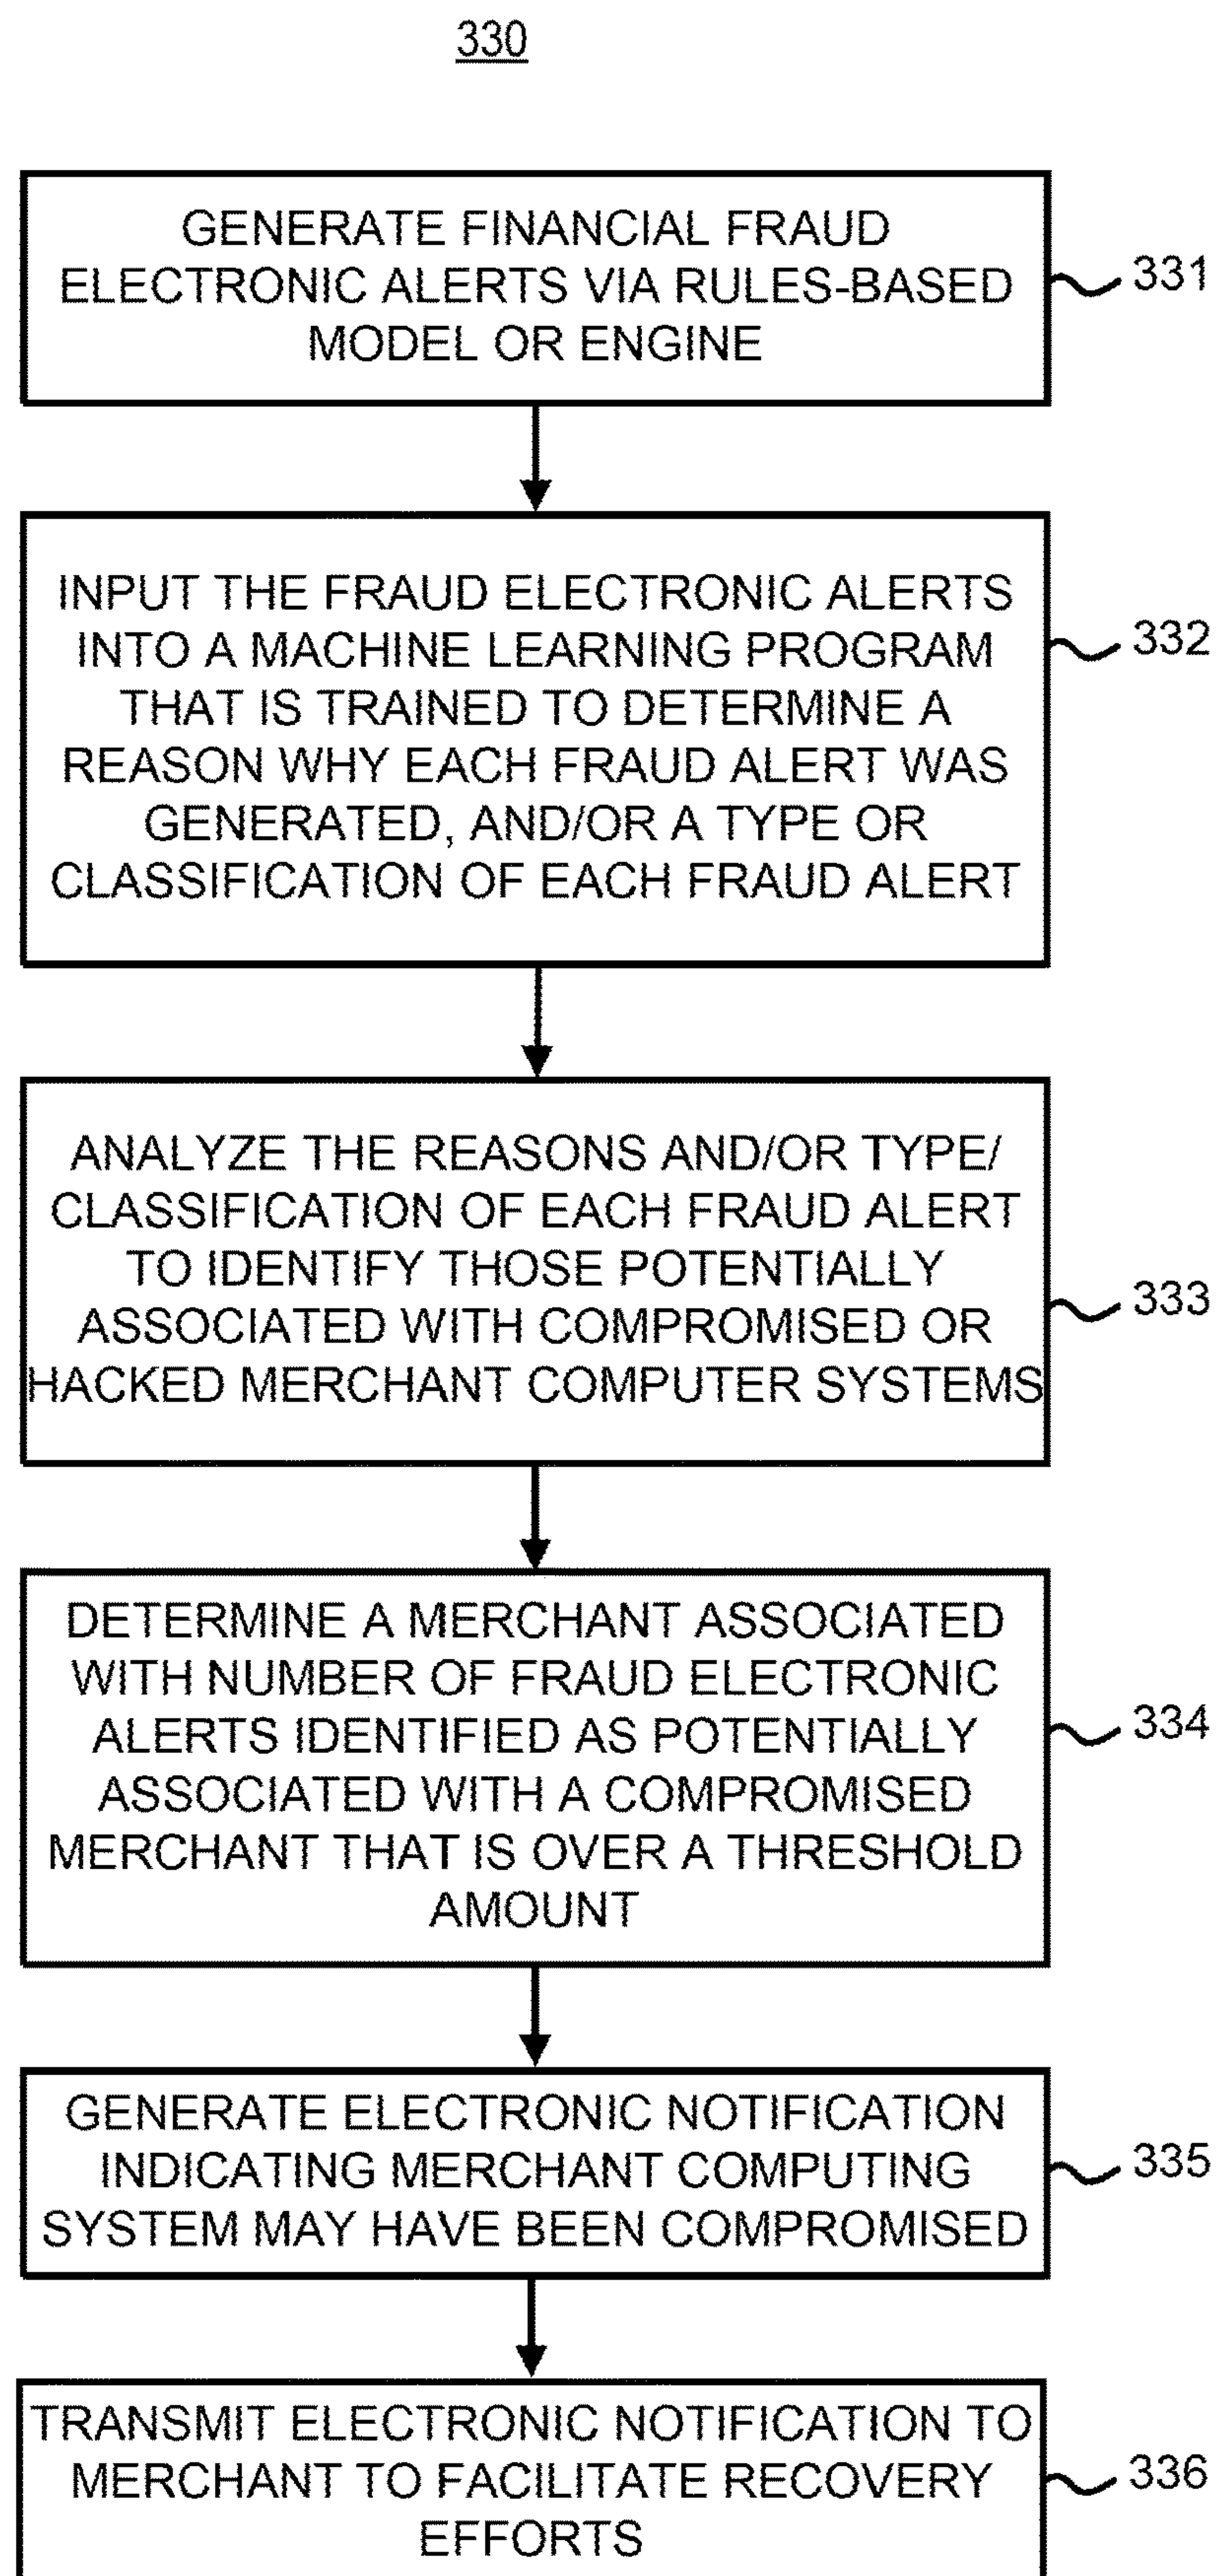 330
GENERATE FINANCIAL FRAUD
ELECTRONIC ALERTS VIA RULES-BASED
MODEL OR ENGINE
331
INPUT THE FRAUD ELECTRONIC ALERTS
INTO A MACHINE LEARNING PROGRAM
THAT IS TRAINED TO DETERMINE A
REASON WHY EACH FRAUD ALERT WAS
GENERATED, AND/OR A TYPE OR
CLASSIFICATION OF EACH FRAUD ALERT
332
ANALYZE THE REASONS AND/OR TYPE/
CLASSIFICATION OF EACH FRAUD ALERT
TO IDENTIFY THOSE POTENTIALLY
ASSOCIATED WITH COMPROMISED OR
HACKED MERCHANT COMPUTER SYSTEMS
333
DETERMINE A MERCHANT ASSOCIATED
WITH NUMBER OF FRAUD ELECTRONIC
ALERTS IDENTIFIED AS POTENTIALLY
ASSOCIATED WITH A COMPROMISED
MERCHANT THAT IS OVER A THRESHOLD
AMOUNT
334
GENERATE ELECTRONIC NOTIFICATION
INDICATING MERCHANT COMPUTING
SYSTEM MAY HAVE BEEN COMPROMISED
335
TRANSMIT ELECTRONIC NOTIFICATION TO
MERCHANT TO FACILITATE RECOVERY
EFFORTS
336